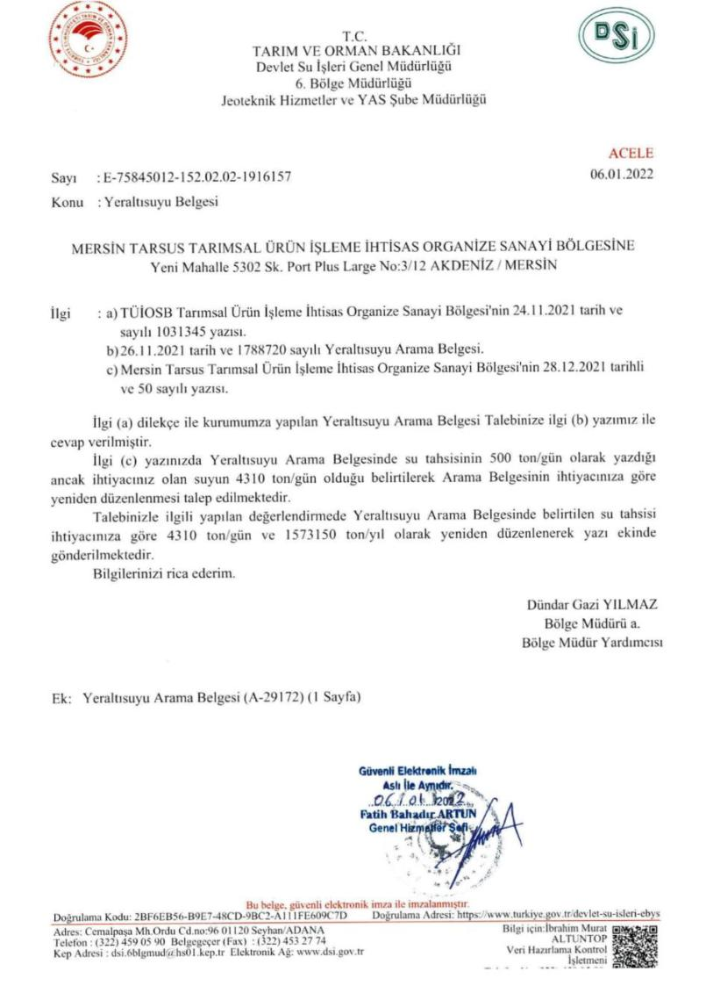 T.C.
TARIM VE ORMAN BAKANLIĞI
Devlet Su İşleri Genel Müdürlüğü
6. Bölge Müdürlüğü
Jeoteknik Hizmetler ve YAS Şube Müdürlüğü
DSİ
ACELE
Sayı : E-75845012-152.02.02-1916157
06.01.2022
Konu : Yeraltısuyu Belgesi
MERSİN TARSUS TARIMSAL ÜRÜN İŞLEME İHTİSAS ORGANİZE SANAYİ BÖLGESİNE
Yeni Mahalle 5302 Sk. Port Plus Large No:3/12 AKDENİZ / MERSİN
İlgi : a) TÜİOSB Tarımsal Ürün İşleme İhtisas Organize Sanayi Bölgesi'nin 24.11.2021 tarih ve
sayılı 1031345 yazısı.
b)26.11.2021 tarih ve 1788720 sayılı Yeraltısuyu Arama Belgesi.
c) Mersin Tarsus Tarımsal Ürün İşleme İhtisas Organize Sanayi Bölgesi'nin 28.12.2021 tarihli
ve 50 sayılı yazısı.
İlgi (a) dilekçe ile kurumumza yapılan Yeraltısuyu Arama Belgesi Talebinize ilgi (b) yazımız ile
cevap verilmiştir.
İlgi (c) yazınızda Yeraltısuyu Arama Belgesinde su tahsisinin 500 ton/gün olarak yazdığı
ancak ihtiyacınız olan suyun 4310 ton/gün olduğu belirtilerek Arama Belgesinin ihtiyacınıza göre
yeniden düzenlenmesi talep edilmektedir.
Talebinizle ilgili yapılan değerlendirmede Yeraltısuyu Arama Belgesinde belirtilen su tahsisi
ihtiyacınıza göre 4310 ton/gün ve 1573150 ton/yıl olarak yeniden düzenlenerek yazı ekinde
gönderilmektedir.
Bilgilerinizi rica ederim.
Dündar Gazi YILMAZ
Bölge Müdürü a.
Bölge Müdür Yardımcısı
Ek: Yeraltısuyu Arama Belgesi (A-29172) (1 Sayfa)
Güvenli Elektronik İmzalı
Aslı İle Aynıdır.
06/01/2022
Fatih Bahadır ARTUN
Genel Hizmetler Şefi
Bu belge, güvenli elektronik imza ile imzalanmıştır.
Doğrulama Kodu: 2BF6EB56-B9E7-48CD-9BC2-A111FE609C7D Doğrulama Adresi: https://www.turkiye.gov.tr/devlet-su-isleri-ebys
Adres: Cemalpaşa Mh.Ordu Cd.no:96 01120 Seyhan/ADANA
Telefon : (322) 459 05 90 Belgegeçer (Fax) : (322) 453 27 74
Kep Adresi : dsi.6blgmud@hs01.kep.tr Elektronik Ağ: www.dsi.gov.tr
Bilgi için:İbrahim Murat
ALTUNTOP
Veri Hazırlama Kontrol
İşletmeni